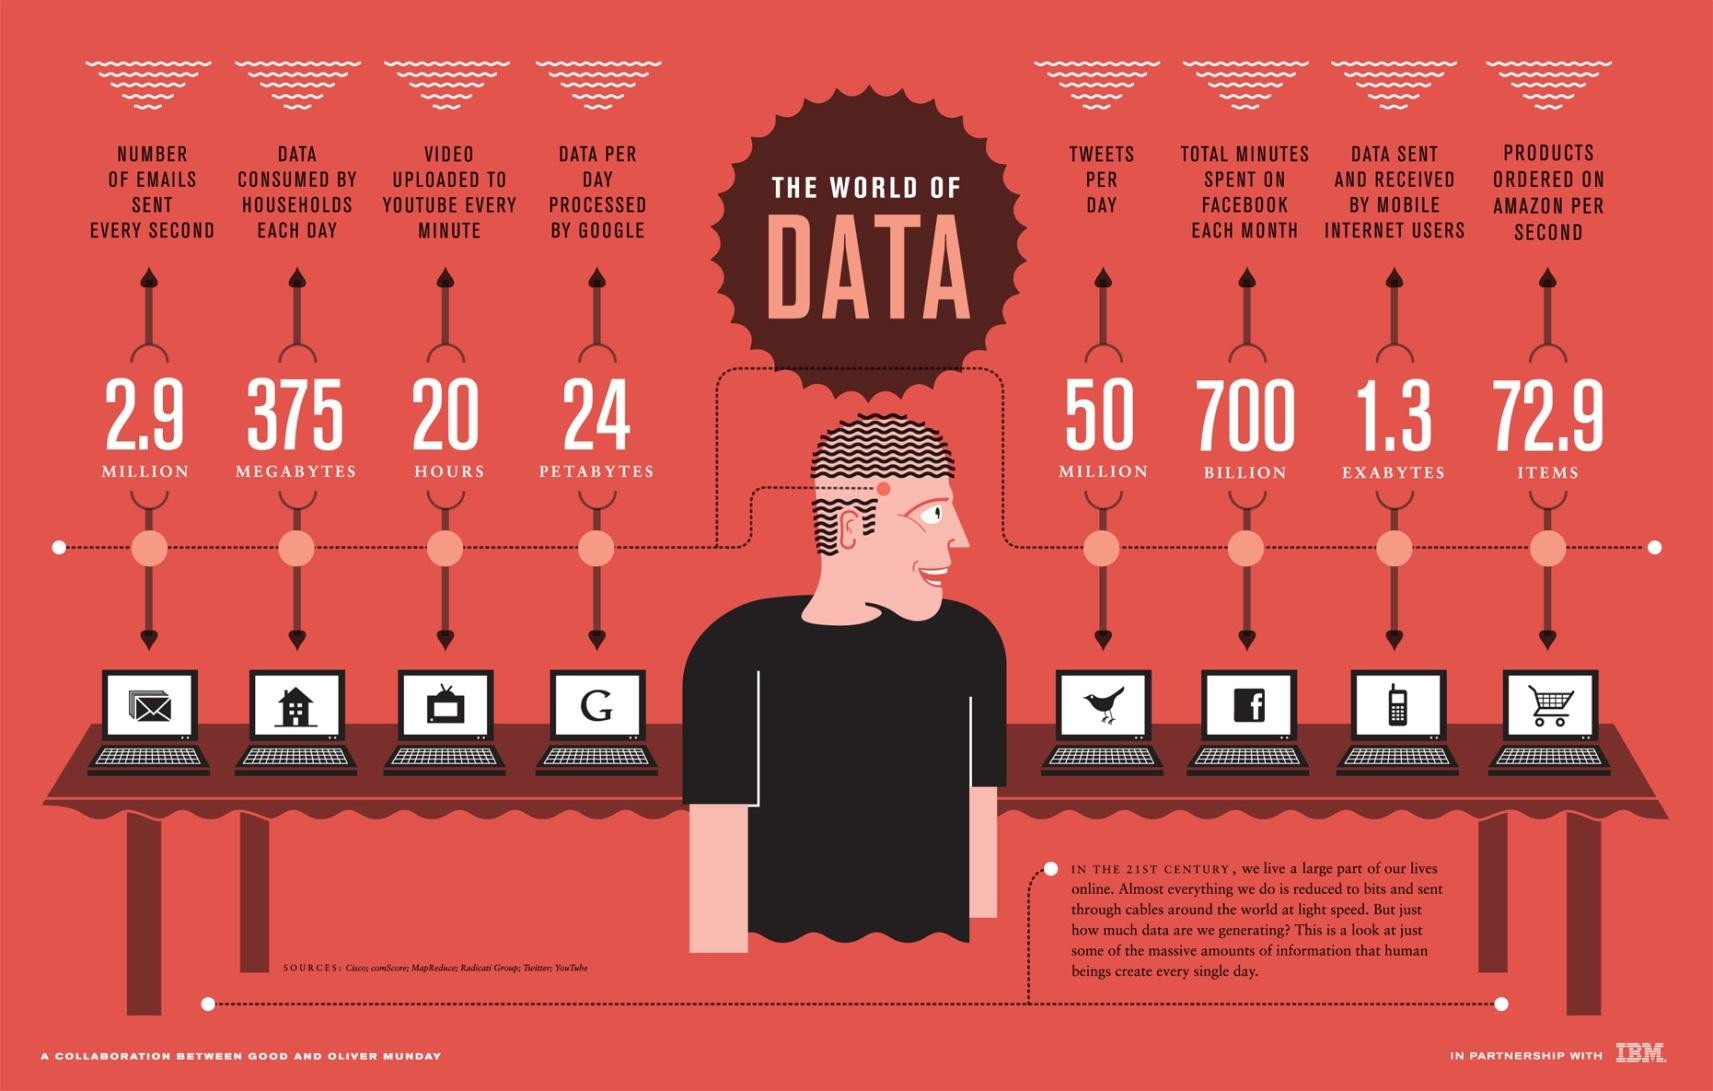 NUMBER
OF EMAILS
SENT
EVERY SECOND
2.9
MILLION
DATA
CONSUMED BY
HOUSEHOLDS
EACH DAY
375
MEGABYTES
VIDEO
UPLOADED TO
YOUTUBE EVERY
MINUTE
20
HOURS
DATA PER
DAY
PROCESSED
BY GOOGLE
24
PETABYTES
G
THE WORLD OF
DATA
TWEETS
PER
DAY
50
MILLION
TOTAL MINUTES
SPENT ON
FACEBOOK
EACH MONTH
700
BILLION
f
DATA SENT
AND RECEIVED
BY MOBILE
INTERNET USERS
1.3
EXABYTES
PRODUCTS
ORDERED ON
AMAZON PER
SECOND
72.9
ITEMS
IN THE 21ST CENTURY, we live a large part of our lives
online. Almost everything we do is reduced to bits and sent
through cables around the world at light speed. But just
how much data are we generating? This is a look at just
some of the massive amounts of information that human
beings create every single day.
SOURCES: Cisco; comScore; MapReduce; Radicati Group; Twitter; YouTube
A COLLABORATION BETWEEN GOOD AND OLIVER MUNDAY
IN PARTNERSHIP WITH IBM.